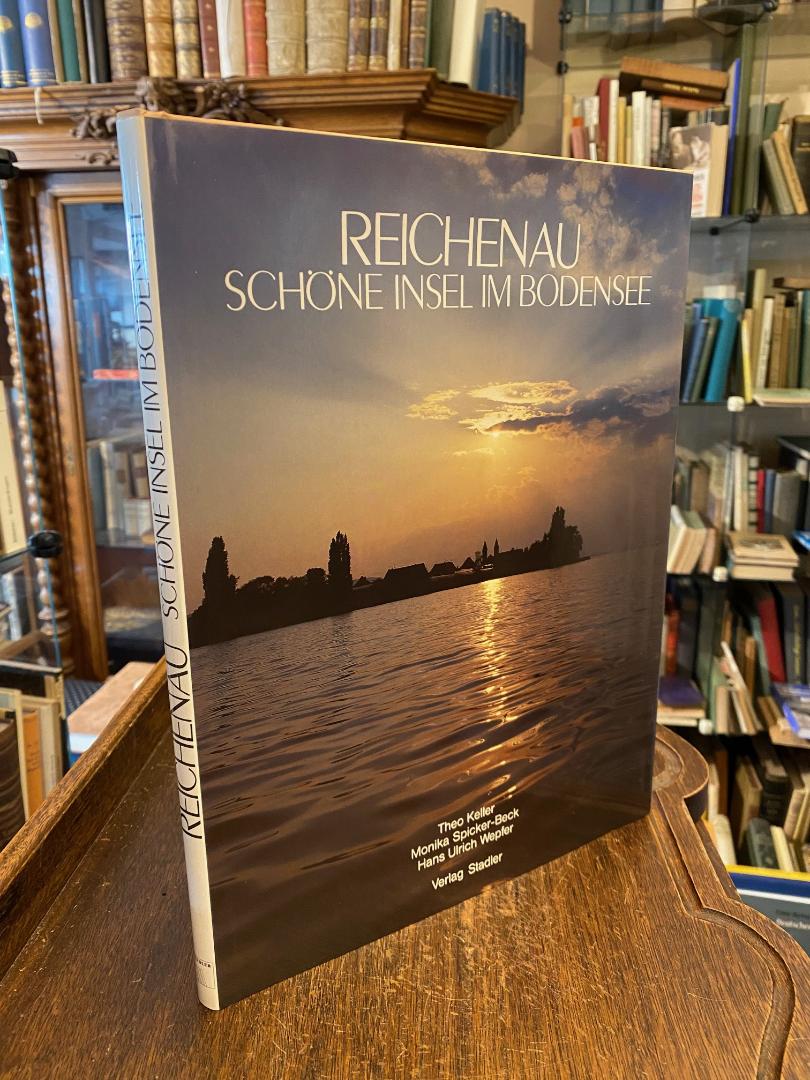 REICHENAU
SCHÖNE INSEL IM BODENSEE
Theo Keller
Monika Spicker-Beck
Hans Ulrich Wepfer
Verlag Stadler
REICHENAU SCHÖNE INSEL IM BODENSEE